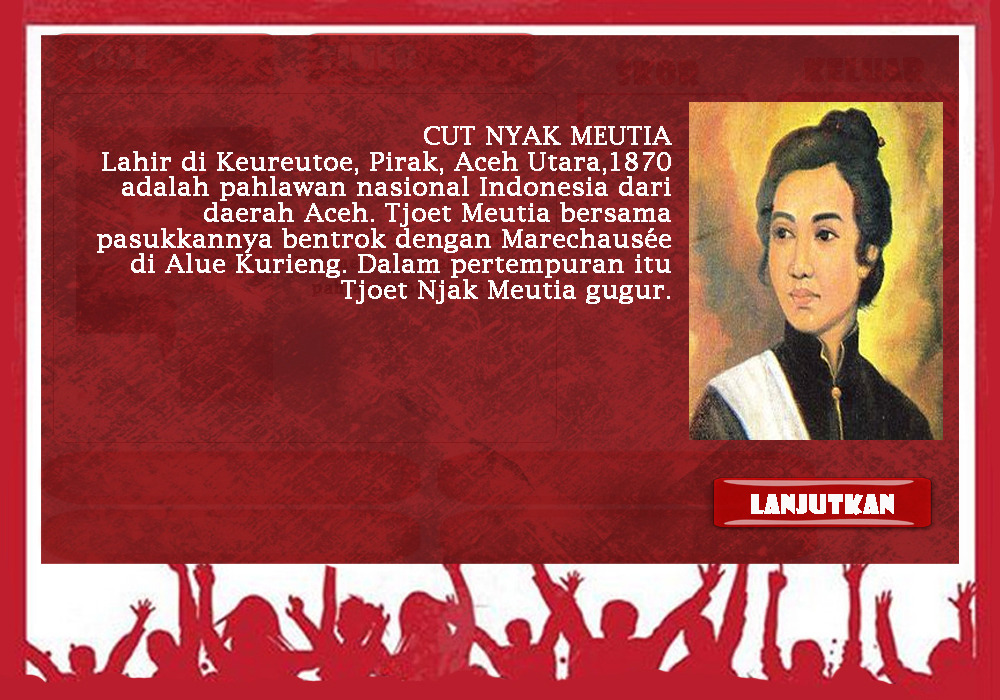 CUT NYAK MEUTIA
Lahir di Keureutoe, Pirak, Aceh Utara,1870
adalah pahlawan nasional Indonesia dari
daerah Aceh. Tjoet Meutia bersama
pasukkannya bentrok dengan Marechausée
di Alue Kurieng. Dalam pertempuran itu
Tjoet Njak Meutia gugur.
LANJUTKAN